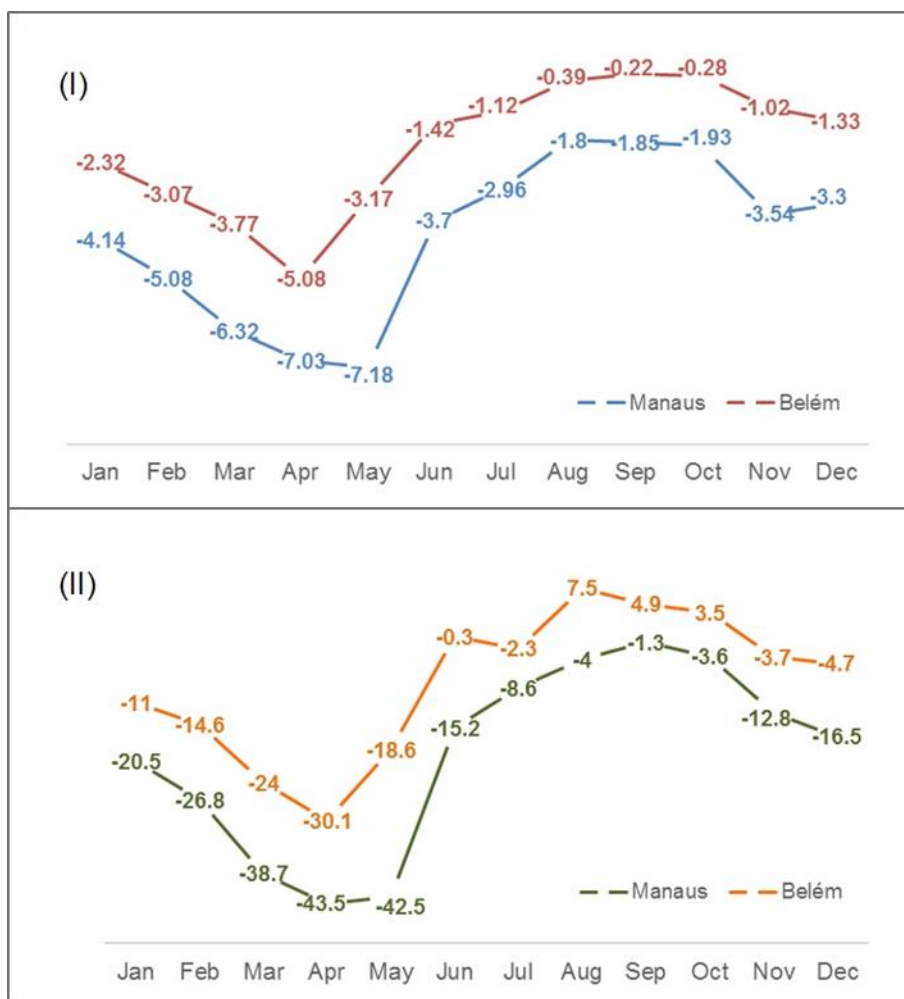 (I)
-2.32 -3.07 -3.77 -5.08 -3.17 -1.42 -1.12 -0.39 -0.22 -0.28 -1.02 -1.33
-4.14 -5.08 -6.32 -7.03 -7.18 -3.7 -2.96 -1.8 -1.85 -1.93 -3.54 -3.3
Manaus Belém
Jan Feb Mar Apr May Jun Jul Aug Sep Oct Nov Dec
(II)
-11 -14.6 -24 -30.1 -18.6 -0.3 -2.3 7.5 4.9 3.5 -3.7 -4.7
-20.5 -26.8 -38.7 -43.5 -42.5 -15.2 -8.6 -4 -1.3 -3.6 -12.8 -16.5
Manaus Belém
Jan Feb Mar Apr May Jun Jul Aug Sep Oct Nov Dec